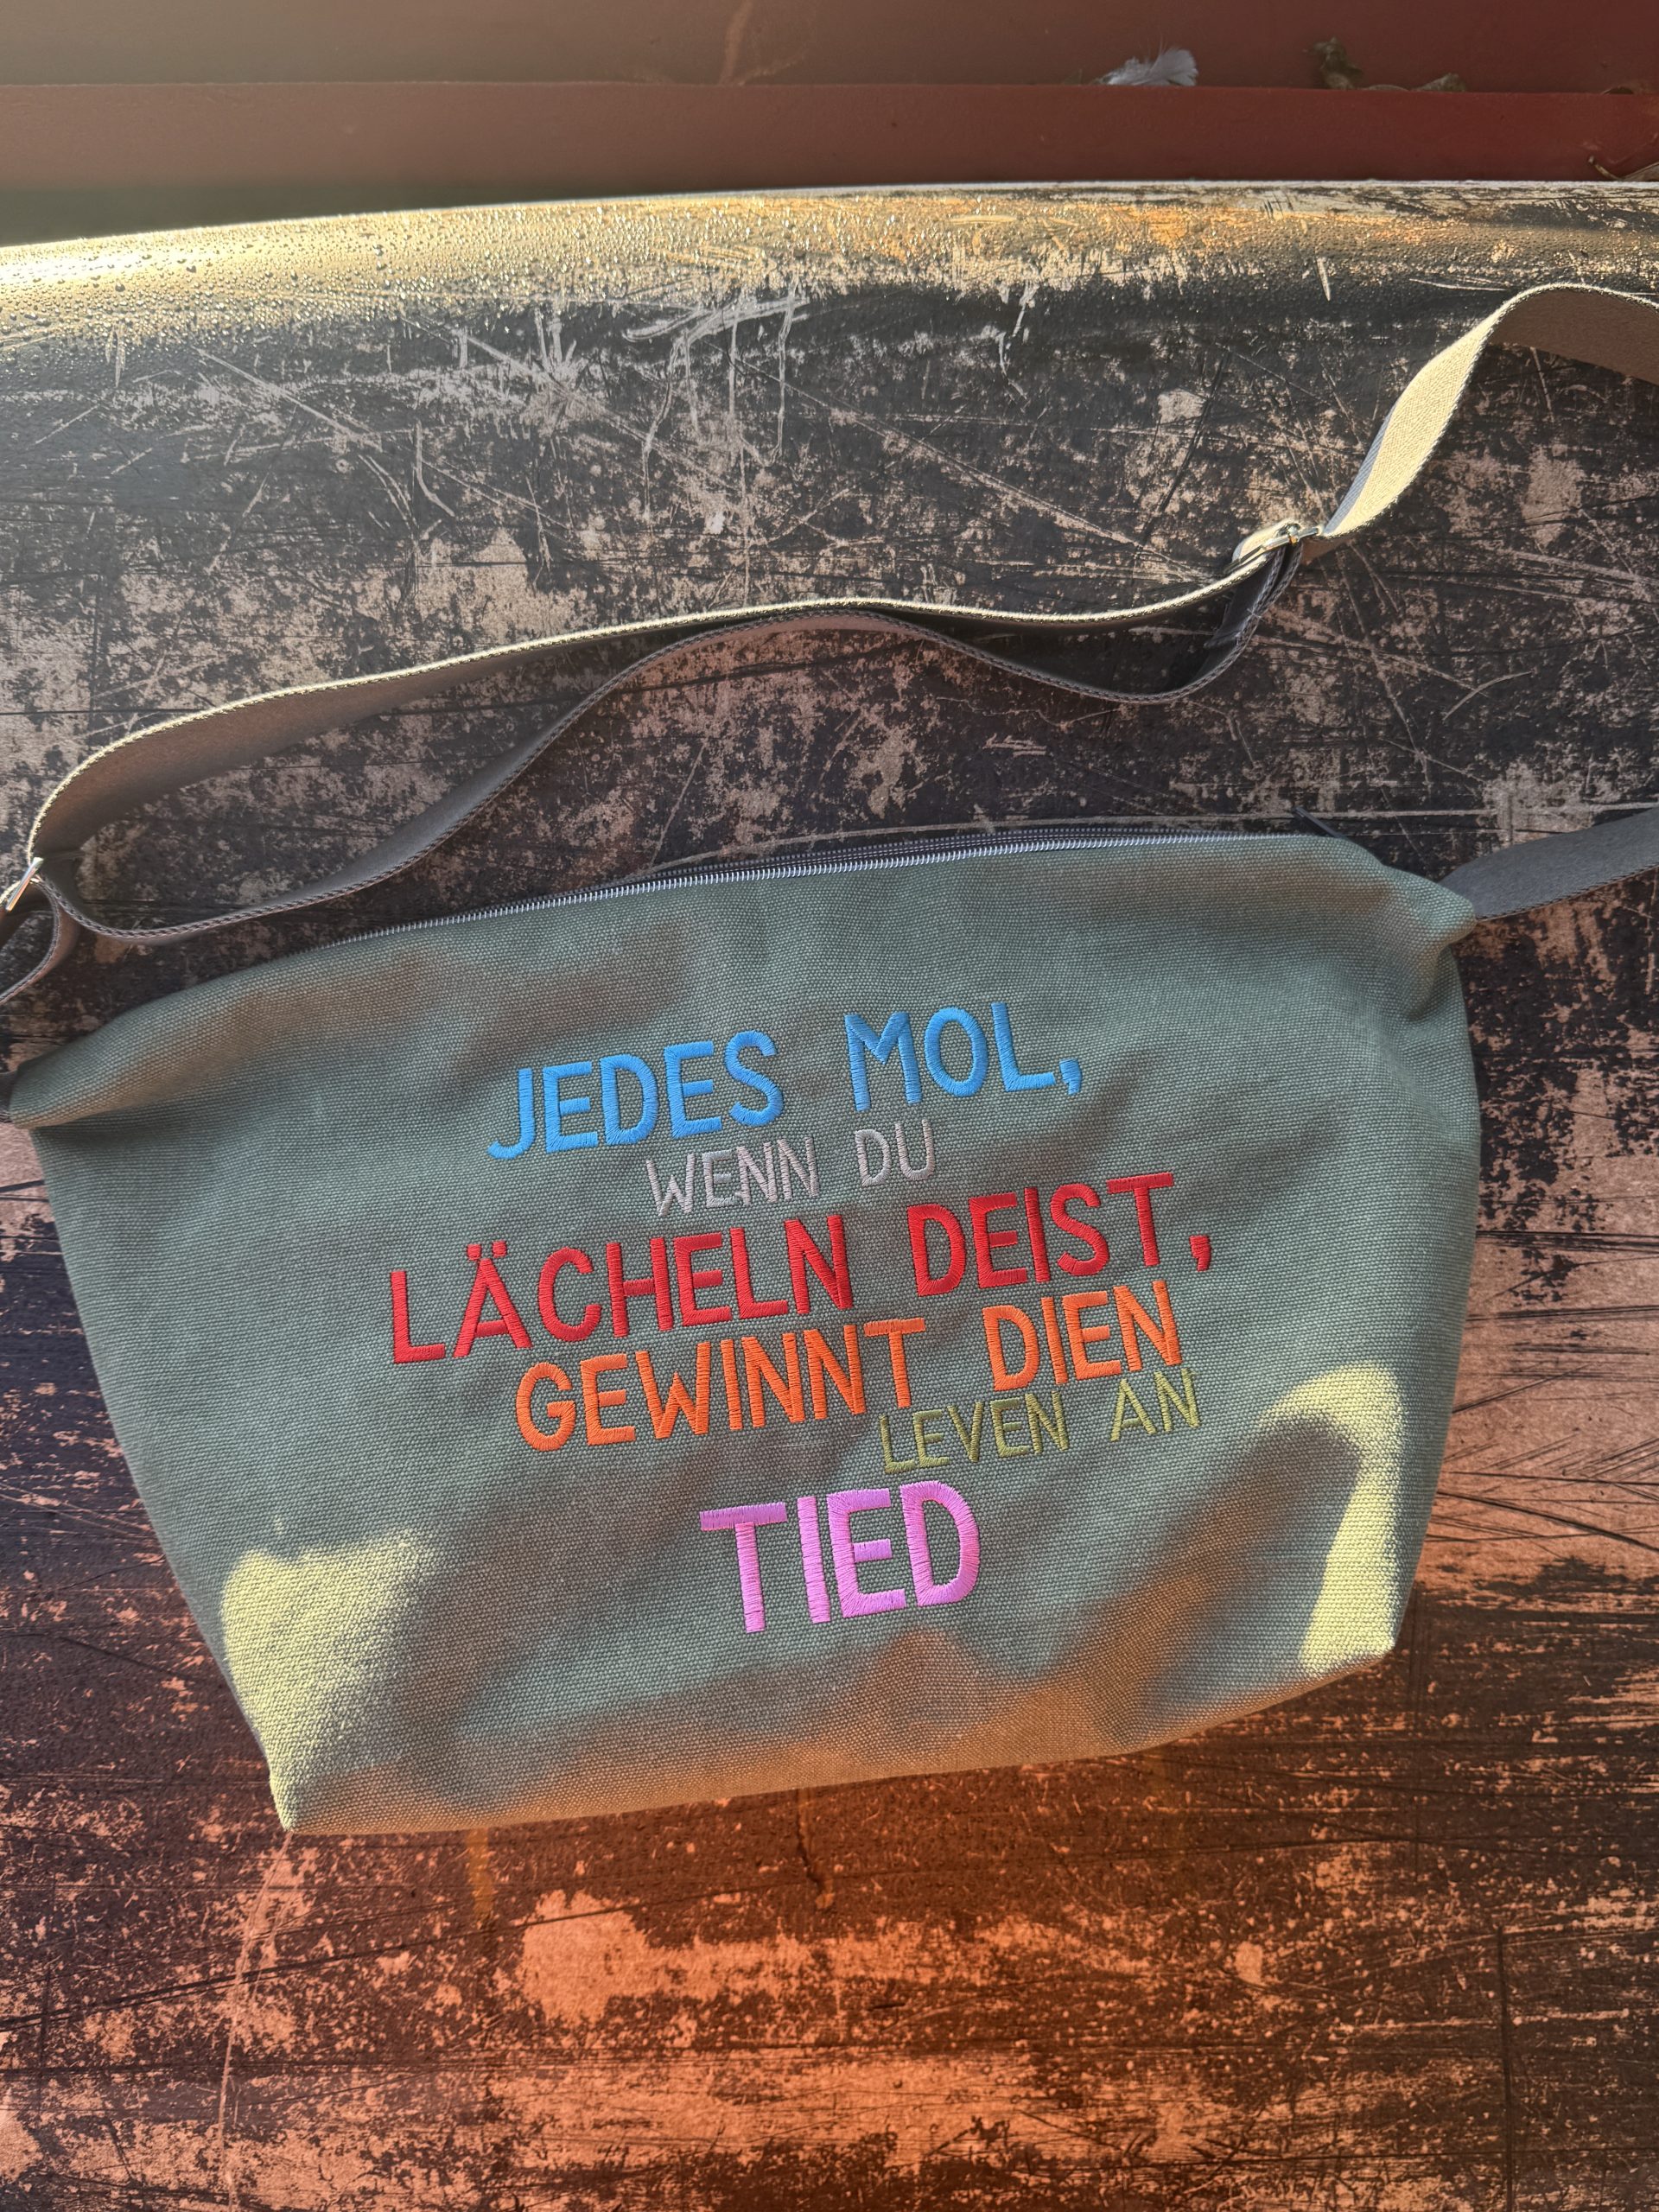 JEDES MOL,
WENN DU
LÄCHELN DEIST,
GEWINNT DIEN
LEVEN AN
TIED